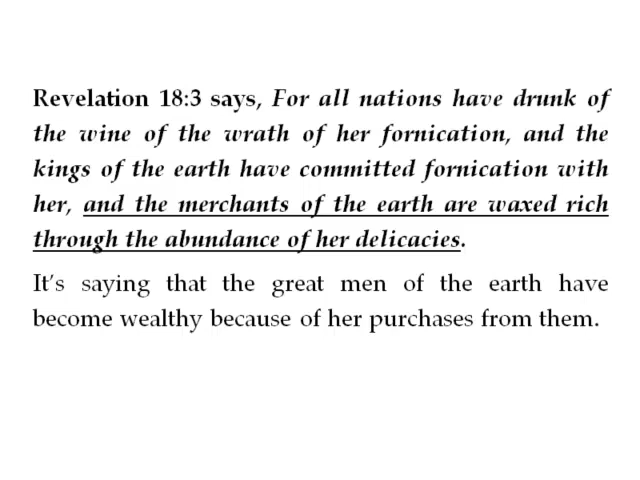 Revelation 18:3 says, For all nations have drunk of
the wine of the wrath of her fornication, and the
kings of the earth have committed fornication with
her, and the merchants of the earth are waxed rich
through the abundance of her delicacies.
It's saying that the great men of the earth have
become wealthy because of her purchases from them.